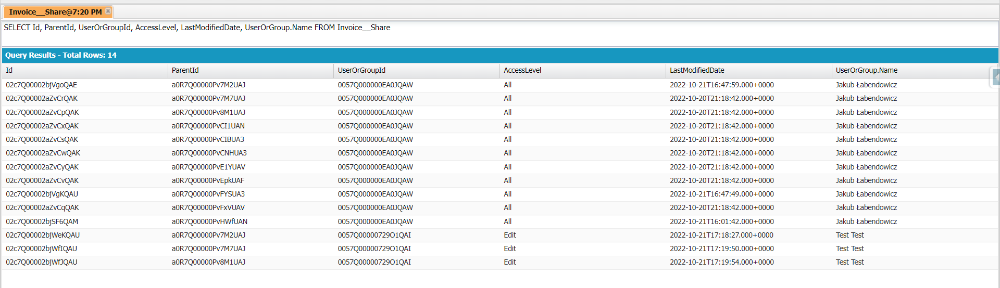 Invoice__Share@7:20 PM
SELECT Id, ParentId, UserOrGroupId, AccessLevel, LastModifiedDate, UserOrGroup.Name FROM Invoice__Share
Query Results - Total Rows: 14
Id ParentId UserOrGroupId AccessLevel LastModifiedDate UserOrGroup.Name
02c7Q00002bjVgoQAE a0R7Q00000Pv7M2UAJ 0057Q000000EA0JQAW All 2022-10-21T16:47:59.000+0000 Jakub Łabendowicz
02c7Q00002aZvCrQAK a0R7Q00000Pv7M7UAJ 0057Q000000EA0JQAW All 2022-10-20T21:18:42.000+0000 Jakub Łabendowicz
02c7Q00002aZvCpQAK a0R7Q00000Pv8M1UAJ 0057Q000000EA0JQAW All 2022-10-20T21:18:42.000+0000 Jakub Łabendowicz
02c7Q00002aZvCxQAK a0R7Q00000PvCI1UAN 0057Q000000EA0JQAW All 2022-10-20T21:18:42.000+0000 Jakub Łabendowicz
02c7Q00002aZvCsQAK a0R7Q00000PvCIBUA3 0057Q000000EA0JQAW All 2022-10-20T21:18:42.000+0000 Jakub Łabendowicz
02c7Q00002aZvCwQAK a0R7Q00000PvCNHUA3 0057Q000000EA0JQAW All 2022-10-20T21:18:42.000+0000 Jakub Łabendowicz
02c7Q00002aZvCyQAK a0R7Q00000PvE1YUAV 0057Q000000EA0JQAW All 2022-10-20T21:18:42.000+0000 Jakub Łabendowicz
02c7Q00002aZvCvQAK a0R7Q00000PvEpkUAF 0057Q000000EA0JQAW All 2022-10-20T21:18:42.000+0000 Jakub Łabendowicz
02c7Q00002bjVgKQAU a0R7Q00000PvFYSUA3 0057Q000000EA0JQAW All 2022-10-21T16:47:49.000+0000 Jakub Łabendowicz
02c7Q00002aZvCqQAK a0R7Q00000PvFxVUAV 0057Q000000EA0JQAW All 2022-10-20T21:18:42.000+0000 Jakub Łabendowicz
02c7Q00002bjSF6QAM a0R7Q00000PvHWfUAN 0057Q000000EA0JQAW All 2022-10-21T16:01:42.000+0000 Jakub Łabendowicz
02c7Q00002bjWeKQAU a0R7Q00000Pv7M2UAJ 0057Q00000729O1QAI Edit 2022-10-21T17:18:27.000+0000 Test Test
02c7Q00002bjWfIQAU a0R7Q00000Pv7M7UAJ 0057Q00000729O1QAI Edit 2022-10-21T17:19:50.000+0000 Test Test
02c7Q00002bjWfJQAU a0R7Q00000Pv8M1UAJ 0057Q00000729O1QAI Edit 2022-10-21T17:19:54.000+0000 Test Test